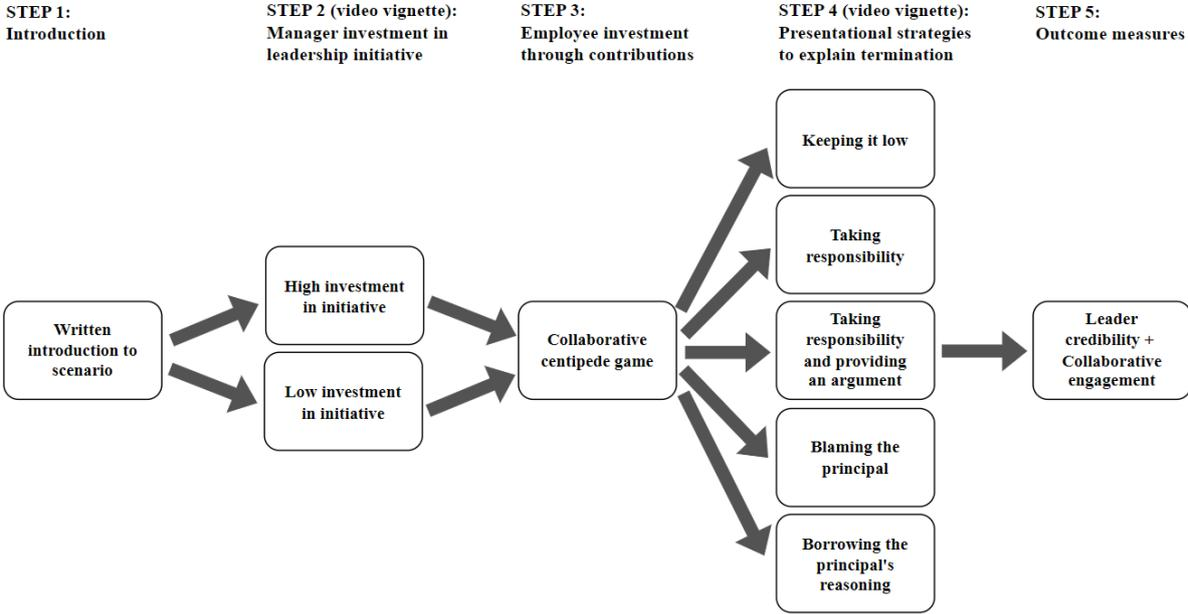 STEP 1:
Introduction
STEP 2 (video vignette):
Manager investment in
leadership initiative
STEP 3:
Employee investment
through contributions
STEP 4 (video vignette):
Presentational strategies
to explain termination
STEP 5:
Outcome measures
Written
introduction to
scenario
High investment
in initiative
Low investment
in initiative
Collaborative
centipede game
Keeping it low
Taking
responsibility
Taking
responsibility
and providing
an argument
Blaming the
principal
Borrowing the
principal's
reasoning
Leader
credibility +
Collaborative
engagement